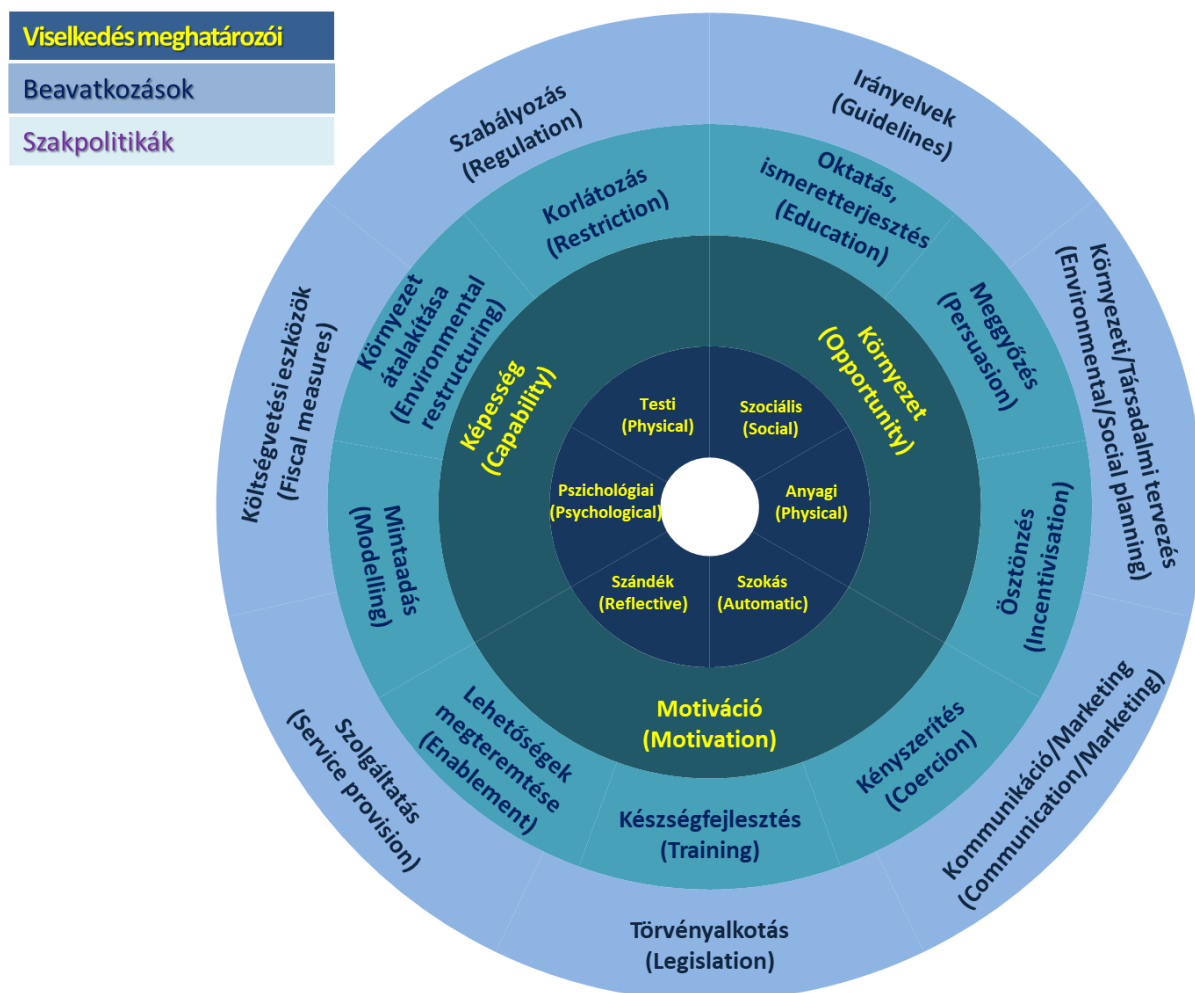 Viselkedés meghatározói
Beavatkozások
Szakpolitikák
Szabályozás
(Regulation)
Irányelvek
(Guidelines)
Környezeti/Társadalmi tervezés
(Environmental/Social planning)
Kommunikáció/Marketing
(Communication/Marketing)
Törvényalkotás
(Legislation)
Szolgáltatás
(Service provision)
Költségvetési eszközök
(Fiscal measures)
Korlátozás
(Restriction)
Oktatás,
ismeretterjesztés
(Education)
Meggyőzés
(Persuasion)
Ösztönzés
(Incentivisation)
Kényszerítés
(Coercion)
Készségfejlesztés
(Training)
Lehetőségek
megteremtése
(Enablement)
Mintaadás
(Modelling)
Környezet
átalakítása
(Environmental
restructuring)
Képesség
(Capability)
Környezet
(Opportunity)
Motiváció
(Motivation)
Testi
(Physical)
Szociális
(Social)
Pszichológiai
(Psychological)
Anyagi
(Physical)
Szándék
(Reflective)
Szokás
(Automatic)